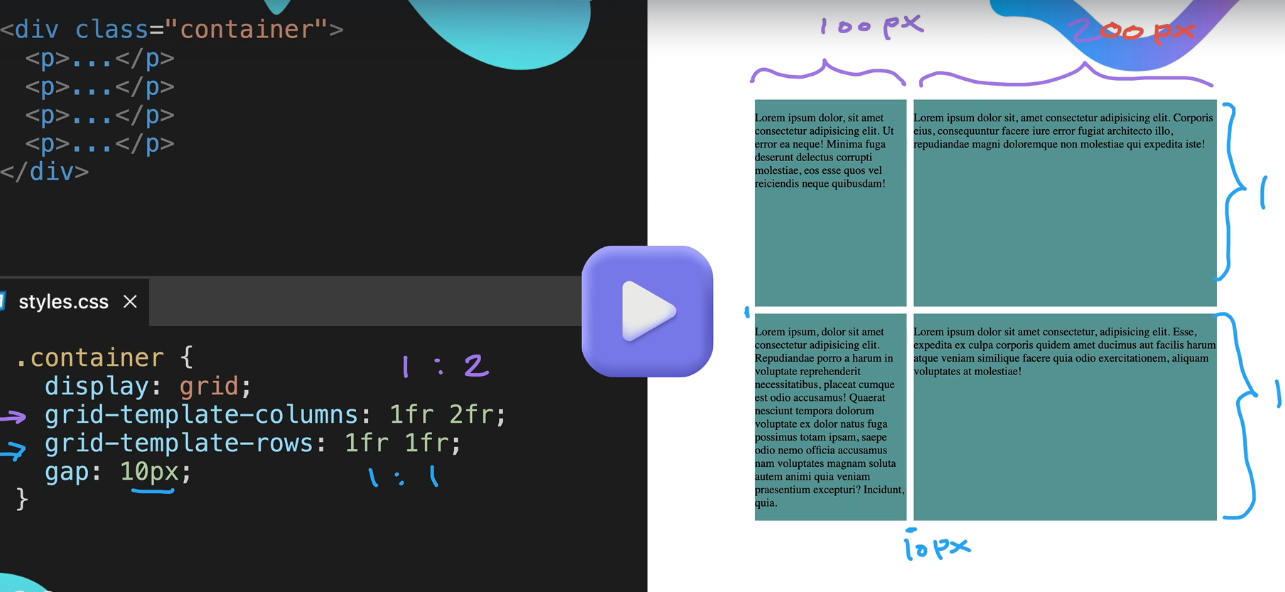 <div class="container">
<p>...</p>
<p>...</p>
<p>...</p>
<p>...</p>
</div>
styles.css ×
.container {
display: grid;
grid-template-columns: 1fr 2fr;
grid-template-rows: 1fr 1fr;
gap: 10px;
}
1 : 2
1 : 1
100px
200px
Lorem ipsum dolor, sit amet
consectetur adipisicing elit. Ut
error ea neque! Minima fuga
deserunt delectus corrupti
molestiae, eos esse quos vel
reiciendis neque quibusdam!
Lorem ipsum dolor sit, amet consectetur adipisicing elit. Corporis
eius, consequuntur facere iure error fugiat architecto illo,
repudiandae magni doloremque non molestiae qui expedita iste!
1
Lorem ipsum, dolor sit amet
consectetur adipisicing elit.
Repudiandae porro a harum in
voluptate reprehenderit
necessitatibus, placeat cumque
est odio accusamus! Quaerat
nesciunt tempora dolorum
voluptate ex dolor natus fuga
possimus totam ipsam, saepe
odio nemo officia accusamus
nam voluptates magnam soluta
autem animi quia veniam
praesentium excepturi? Incidunt,
quia.
Lorem ipsum dolor sit amet consectetur, adipisicing elit. Esse,
expedita ex culpa corporis quidem amet ducimus aut facilis harum
atque veniam similique facere quia odio exercitationem, aliquam
voluptates at molestiae!
1
10px